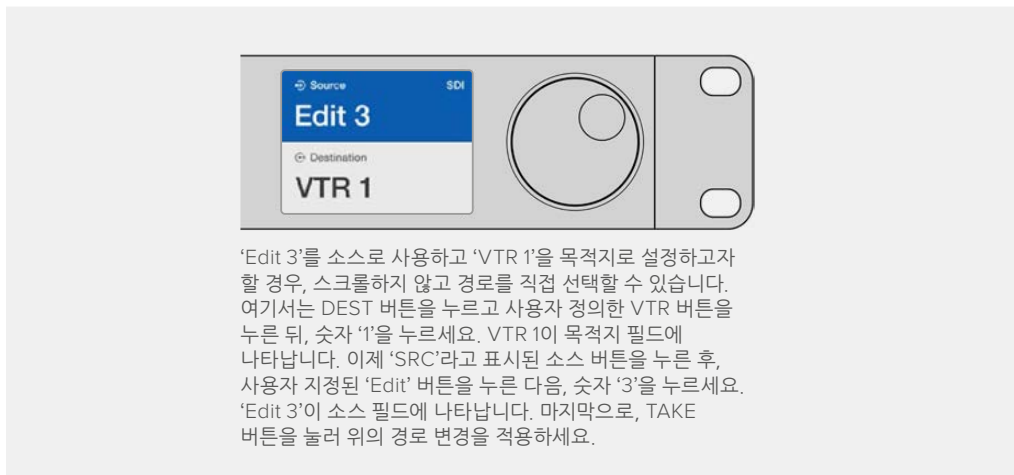 Source SDI
Edit 3
Destination
VTR 1
‘Edit 3’를 소스로 사용하고 ‘VTR 1’을 목적지로 설정하고자
할 경우, 스크롤하지 않고 경로를 직접 선택할 수 있습니다.
여기서는 DEST 버튼을 누르고 사용자 정의한 VTR 버튼을
누른 뒤, 숫자 ‘1’을 누르세요. VTR 1이 목적지 필드에
나타납니다. 이제 ‘SRC’라고 표시된 소스 버튼을 누른 후,
사용자 지정된 ‘Edit’ 버튼을 누른 다음, 숫자 ‘3’을 누르세요.
‘Edit 3’이 소스 필드에 나타납니다. 마지막으로, TAKE
버튼을 눌러 위의 경로 변경을 적용하세요.